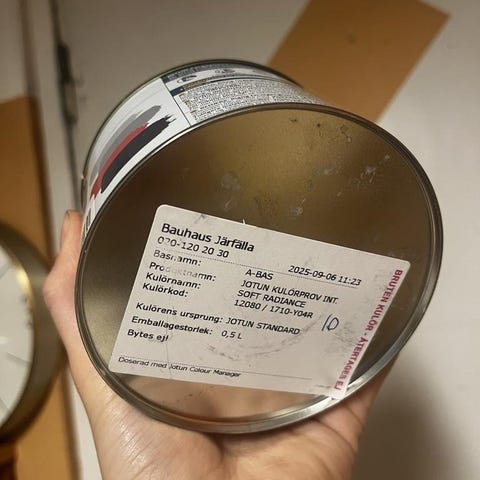 Bauhaus Järfälla
020-120 20 30
2025-09-06 11:23
Basnamn: A-BAS
Produktnamn: JOTUN KULÖRPROV INT.
Kulörnamn: SOFT RADIANCE
Kulörkod: 12080 / 1710-Y04R
Kulörens ursprung: JOTUN STANDARD
Emballagestorlek: 0,5 L
Bytes ej!
10
Doserad med Jotun Colour Manager
BRUTEN KULÖR - ÅTERTAGES EJ